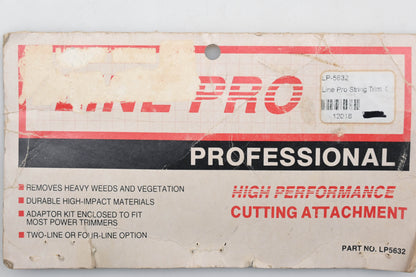 LP-5632
Line Pro String Trim
12018
LINE PRO
PROFESSIONAL
REMOVES HEAVY WEEDS AND VEGETATION
DURABLE HIGH-IMPACT MATERIALS
ADAPTOR KIT ENCLOSED TO FIT
MOST POWER TRIMMERS
TWO-LINE OR FOUR-LINE OPTION
HIGH PERFORMANCE
CUTTING ATTACHMENT
PART NO. LP5632